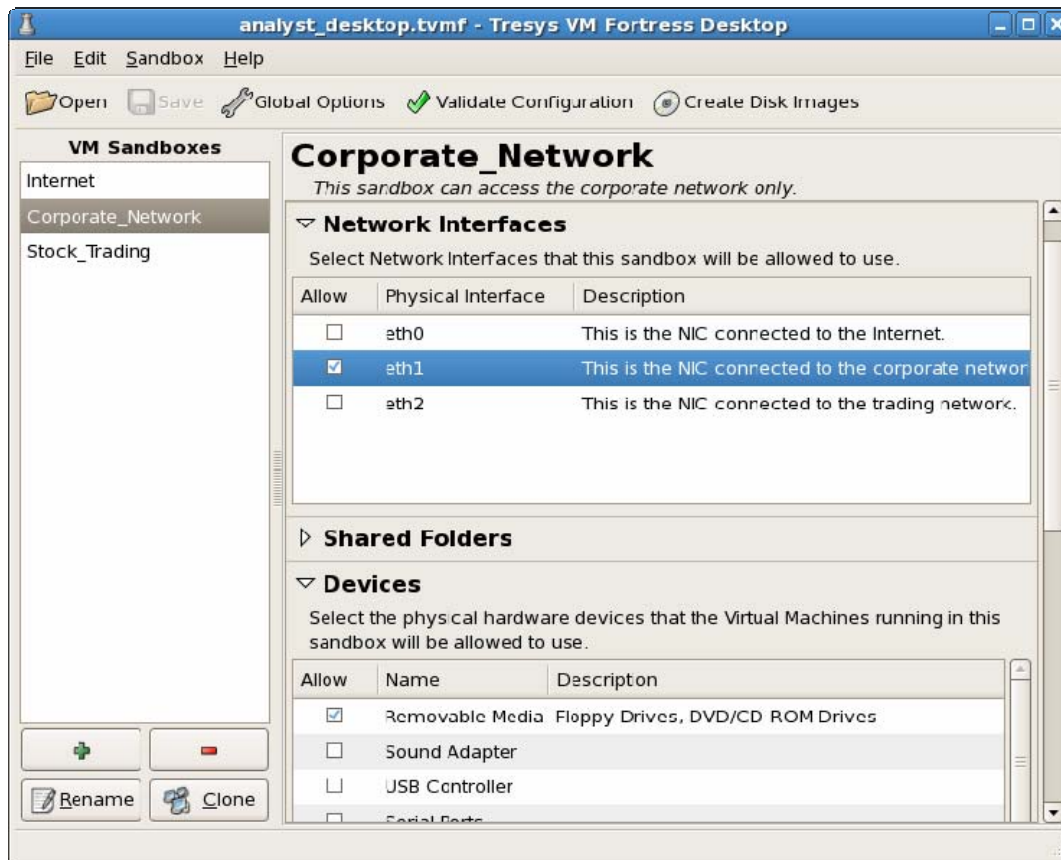 analyst_desktop.tvmf - Tresys VM Fortress Desktop
File Edit Sandbox Help
Open Save Global Options Validate Configuration Create Disk Images
VM Sandboxes
Internet
Corporate_Network
Stock_Trading
Rename Clone
Corporate_Network
This sandbox can access the corporate network only.
Network Interfaces
Select Network Interfaces that this sandbox will be allowed to use.
Allow Physical Interface Description
eth0 This is the NIC connected to the Internet.
eth1 This is the NIC connected to the corporate networ
eth2 This is the NIC connected to the trading network.
Shared Folders
Devices
Select the physical hardware devices that the Virtual Machines running in this
sandbox will be allowed to use.
Allow Name Description
Removable Media Floppy Drives, DVD/CD ROM Drives
Sound Adapter
USB Controller
Serial Ports